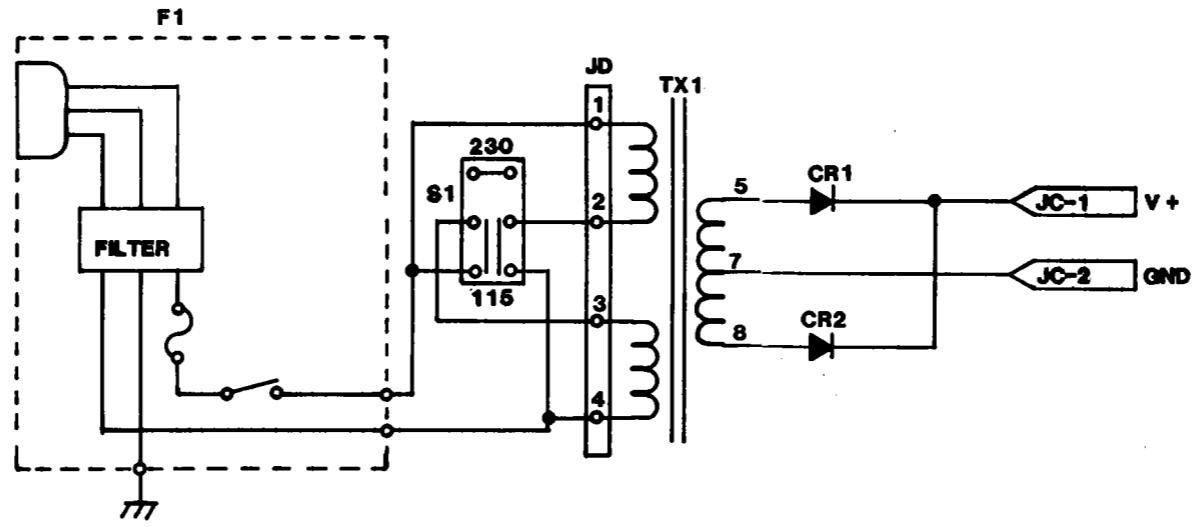 F1
JD
TX1
1
230
S1
2
115
3
4
FILTER
5
7
8
CR1
CR2
JC-1
V +
JC-2
GND